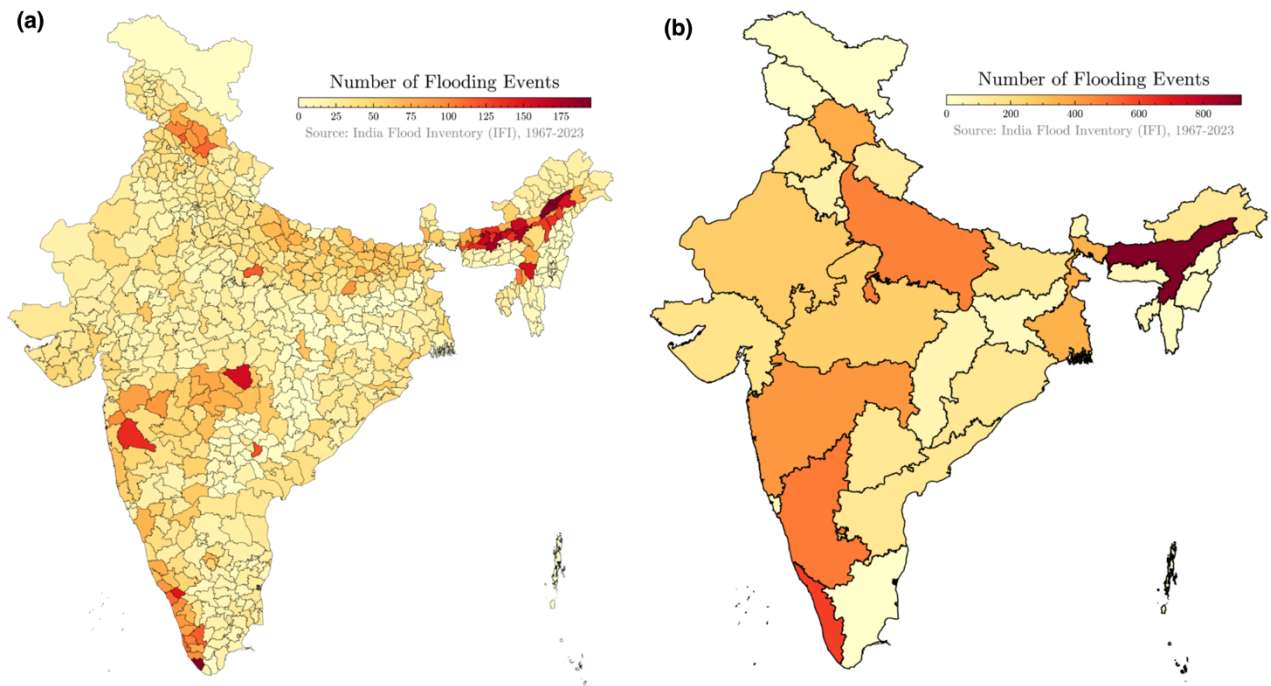 (a)
Number of Flooding Events
0 25 50 75 100 125 150 175
Source: India Flood Inventory (IFI), 1967-2023
(b)
Number of Flooding Events
0 200 400 600 800
Source: India Flood Inventory (IFI), 1967-2023